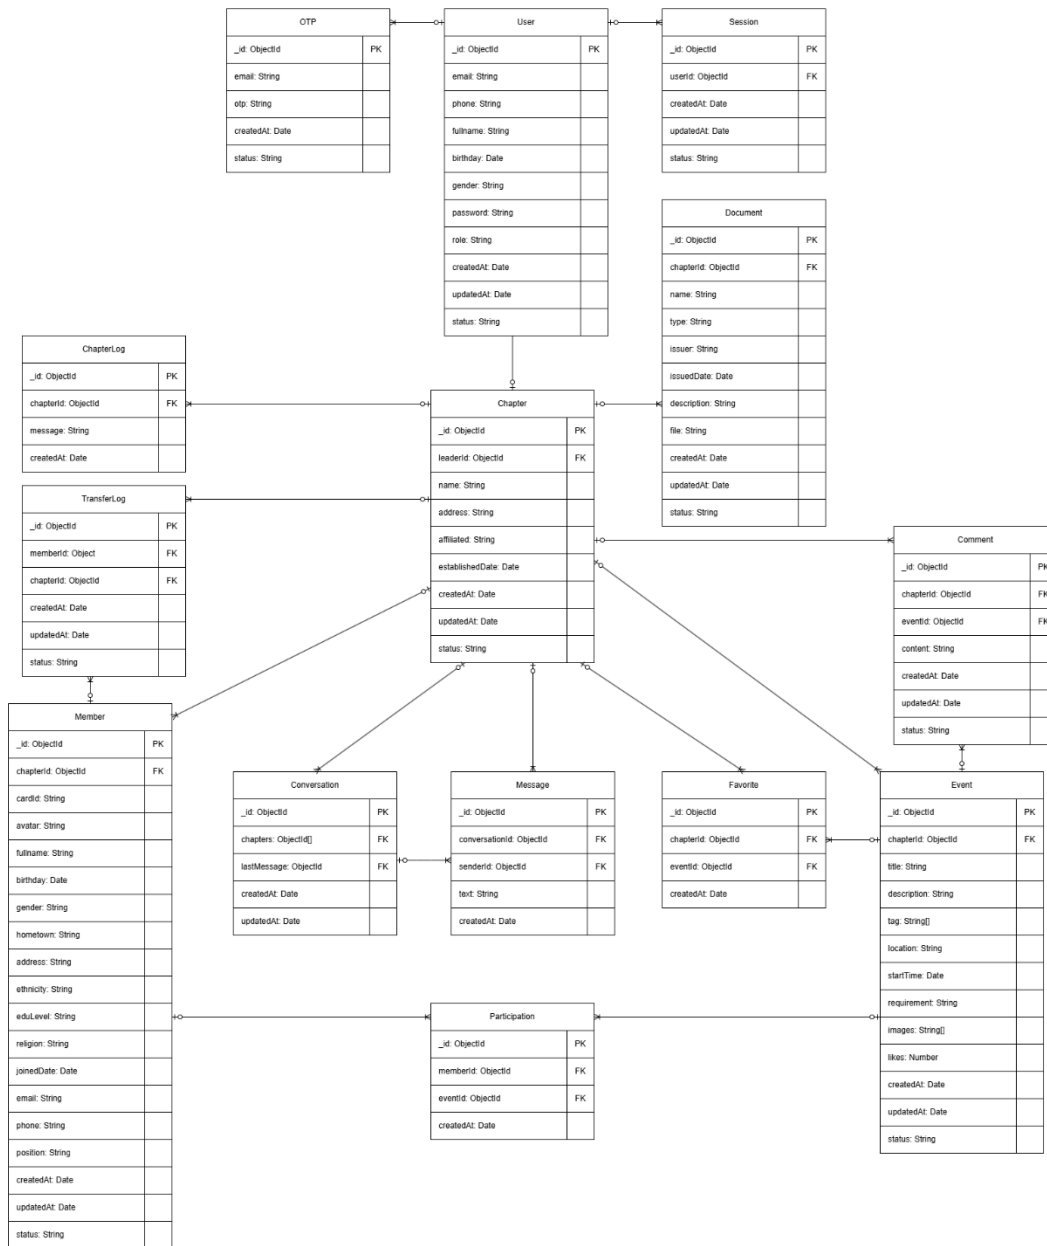 OTP
_id: ObjectId PK
email: String
otp: String
createdAt: Date
status: String
User
_id: ObjectId PK
email: String
phone: String
fullname: String
birthday: Date
gender: String
password: String
role: String
createdAt: Date
updatedAt: Date
status: String
Session
_id: ObjectId PK
userId: ObjectId FK
createdAt: Date
updatedAt: Date
status: String
Document
_id: ObjectId PK
chapterId: ObjectId FK
name: String
type: String
issuer: String
issuedDate: Date
description: String
file: String
createdAt: Date
updatedAt: Date
status: String
ChapterLog
_id: ObjectId PK
chapterId: ObjectId FK
message: String
createdAt: Date
Chapter
_id: ObjectId PK
leaderId: ObjectId FK
name: String
address: String
affiliated: String
establishedDate: Date
createdAt: Date
updatedAt: Date
status: String
TransferLog
_id: ObjectId PK
memberId: Object FK
chapterId: ObjectId FK
createdAt: Date
updatedAt: Date
status: String
Comment
_id: ObjectId PK
chapterId: ObjectId FK
eventId: ObjectId FK
content: String
createdAt: Date
updatedAt: Date
status: String
Member
_id: ObjectId PK
chapterId: ObjectId FK
cardId: String
avatar: String
fullname: String
birthday: Date
gender: String
hometown: String
address: String
ethnicity: String
eduLevel: String
religion: String
joinedDate: Date
email: String
phone: String
position: String
createdAt: Date
updatedAt: Date
status: String
Conversation
_id: ObjectId PK
chapters: ObjectId[] FK
lastMessage: ObjectId FK
createdAt: Date
updatedAt: Date
Message
_id: ObjectId PK
conversationId: ObjectId FK
senderId: ObjectId FK
text: String
createdAt: Date
Favorite
_id: ObjectId PK
chapterId: ObjectId FK
eventId: ObjectId FK
createdAt: Date
Event
_id: ObjectId PK
chapterId: ObjectId FK
title: String
description: String
tag: String[]
location: String
startTime: Date
requirement: String
images: String[]
likes: Number
createdAt: Date
updatedAt: Date
status: String
Participation
_id: ObjectId PK
memberId: ObjectId FK
eventId: ObjectId FK
createdAt: Date